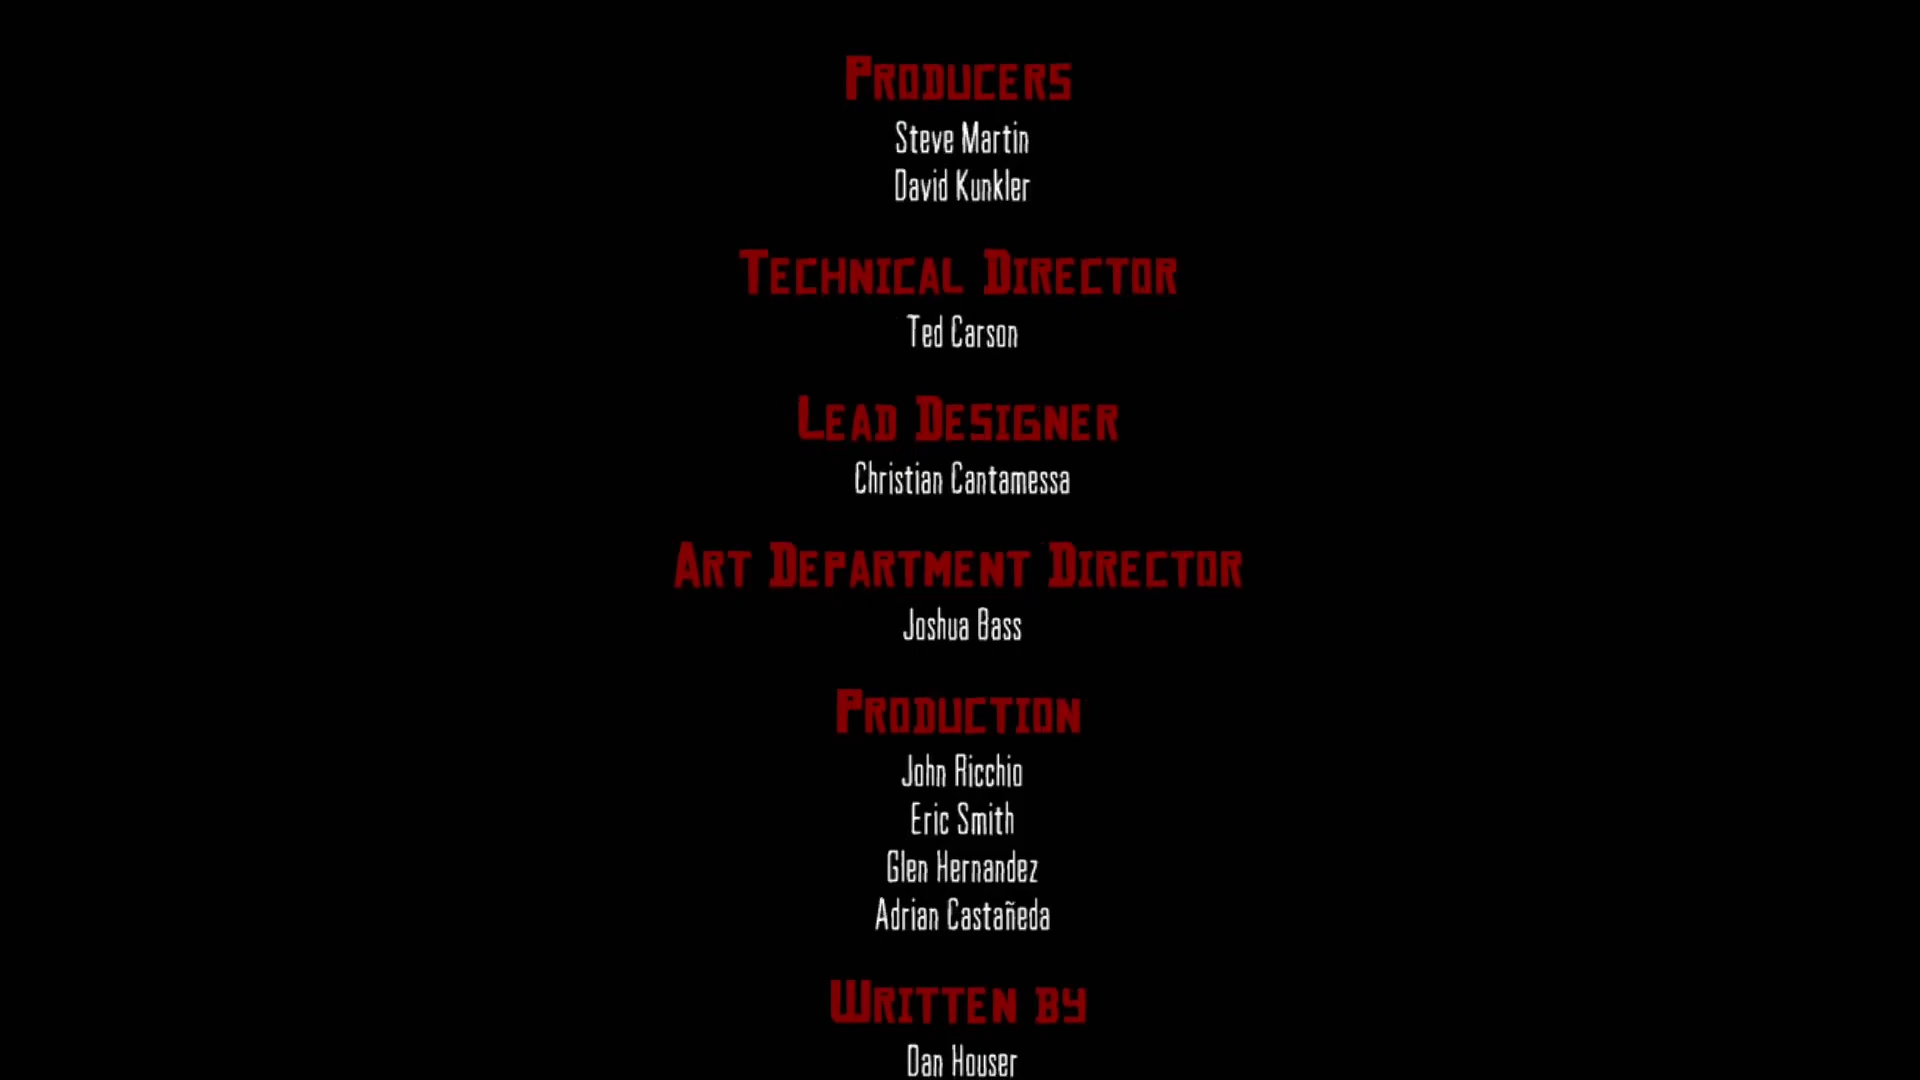 Producers
Steve Martin
David Kunkler
Technical Director
Ted Carson
Lead Designer
Christian Cantamessa
Art Department Director
Joshua Bass
Production
John Ricchio
Eric Smith
Glen Hernandez
Adrian Castañeda
Written by
Dan Houser